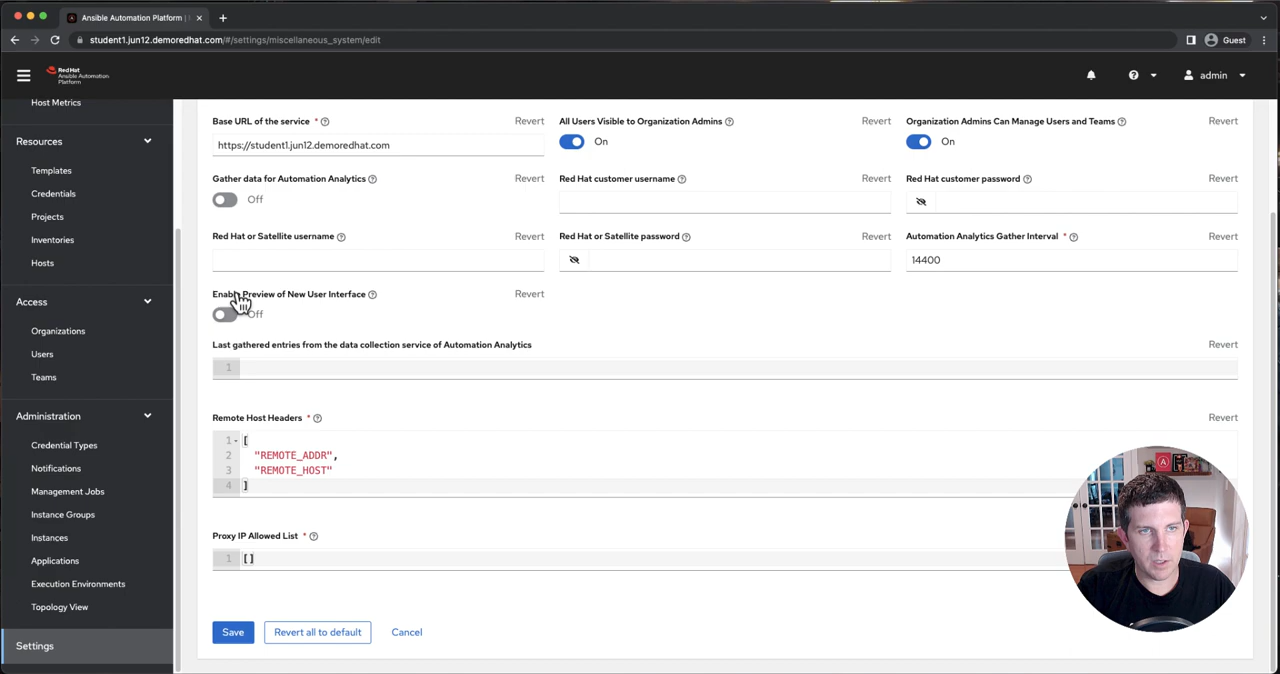 Ansible Automation Platform |
student1.jun12.demoredhat.com/#/settings/miscellaneous_system/edit
Guest
Red Hat
Ansible Automation
Platform
admin
Host Metrics
Resources
Templates
Credentials
Projects
Inventories
Hosts
Access
Organizations
Users
Teams
Administration
Credential Types
Notifications
Management Jobs
Instance Groups
Instances
Applications
Execution Environments
Topology View
Settings
Base URL of the service * Revert
https://student1.jun12.demoredhat.com
All Users Visible to Organization Admins Revert
On
Organization Admins Can Manage Users and Teams Revert
On
Gather data for Automation Analytics Revert
Off
Red Hat customer username Revert
Red Hat customer password Revert
Red Hat or Satellite username Revert
Red Hat or Satellite password Revert
Automation Analytics Gather Interval * Revert
14400
Enable Preview of New User Interface Revert
Off
Last gathered entries from the data collection service of Automation Analytics Revert
1
Remote Host Headers * Revert
1 [
2 "REMOTE_ADDR",
3 "REMOTE_HOST"
4 ]
Proxy IP Allowed List *
1 []
Save Revert all to default Cancel